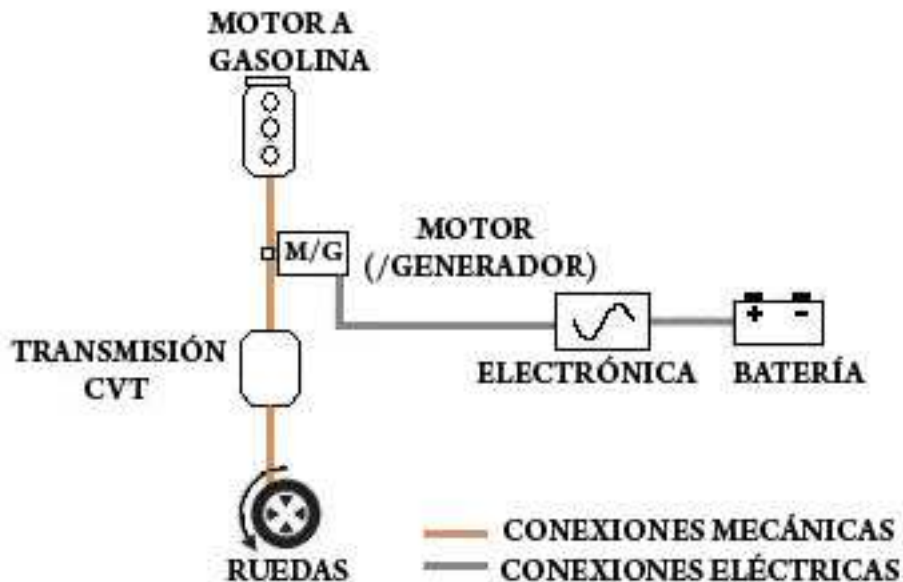 MOTOR A
GASOLINA
M/G
MOTOR
(/GENERADOR)
+ -
TRANSMISIÓN
CVT
ELECTRÓNICA
BATERÍA
RUEDAS
CONEXIONES MECÁNICAS
CONEXIONES ELÉCTRICAS